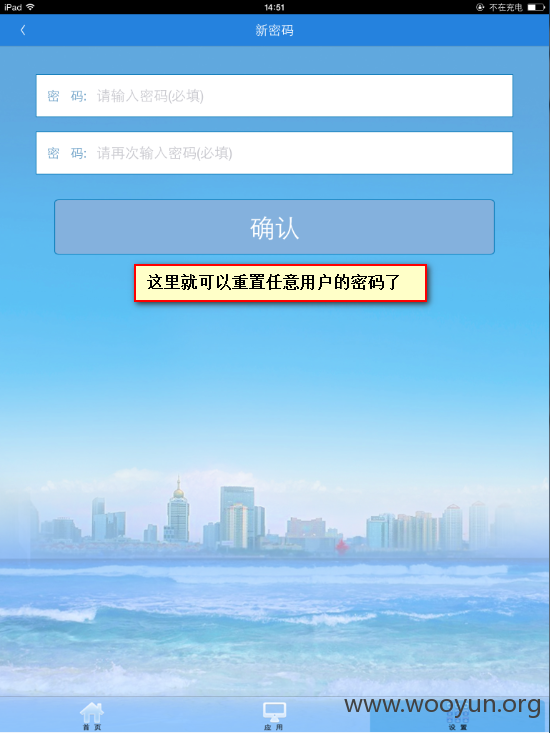 iPad 14:51 不在充电
新密码
密 码: 请输入密码(必填)
密 码: 请再次输入密码(必填)
确认
这里就可以重置任意用户的密码了
www.wooyun.org
首 页 应 用 设 置